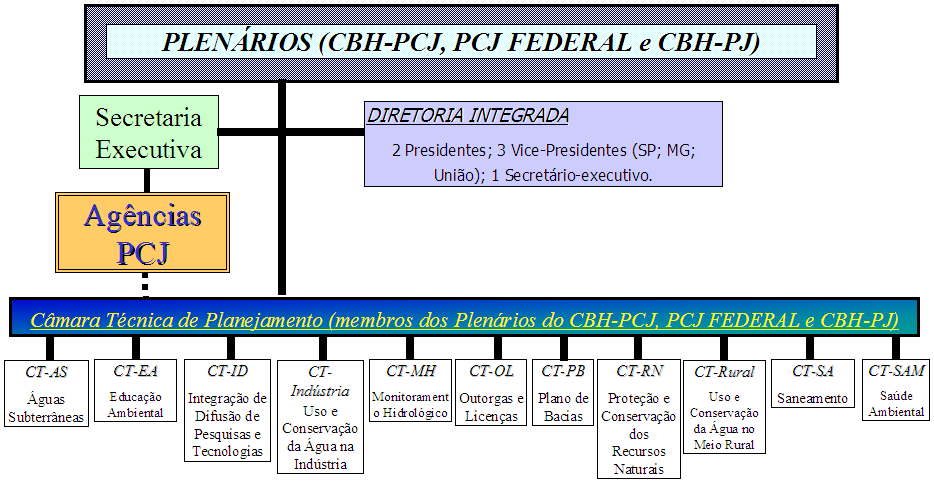 PLENÁRIOS (CBH-PCJ, PCJ FEDERAL e CBH-PJ)
Secretaria
Executiva
DIRETORIA INTEGRADA
2 Presidentes; 3 Vice-Presidentes (SP; MG;
União); 1 Secretário-executivo.
Agências
PCJ
Câmara Técnica de Planejamento (membros dos Plenários do CBH-PCJ, PCJ FEDERAL e CBH-PJ)
CT-AS
Águas
Subterrâneas
CT-EA
Educação
Ambiental
CT-ID
Integração de
Difusão de
Pesquisas e
Tecnologias
CT-
Indústria
Uso e
Conservação
da Água na
Indústria
CT-MH
Monitorament
o Hidrológico
CT-OL
Outorgas e
Licenças
CT-PB
Plano de
Bacias
CT-RN
Proteção e
Conservação
dos
Recursos
Naturais
CT-Rural
Uso e
Conservação
da Água no
Meio Rural
CT-SA
Saneamento
CT-SAM
Saúde
Ambiental